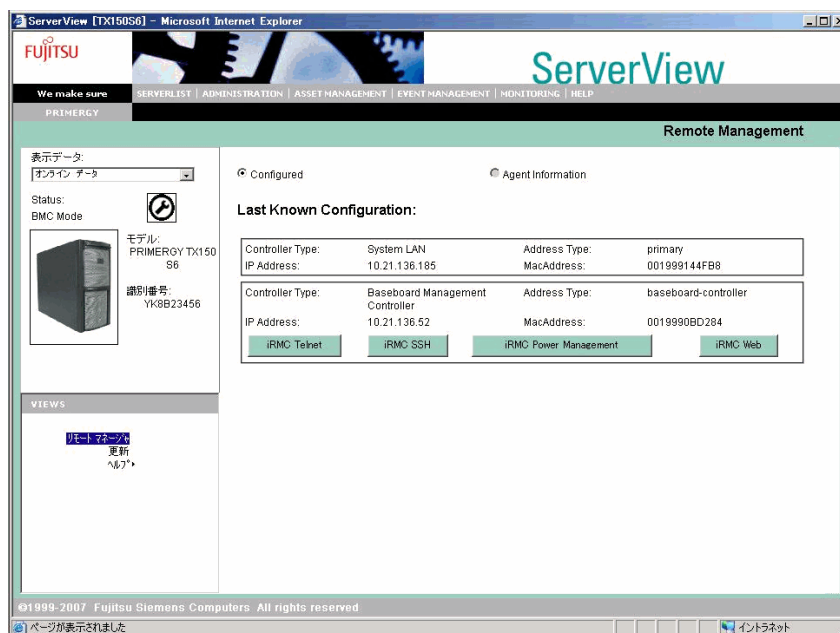 ServerView [TX150S6] - Microsoft Internet Explorer
FUJITSU
ServerView
We make sure
SERVERLIST | ADMINISTRATION | ASSET MANAGEMENT | EVENT MANAGEMENT | MONITORING | HELP
PRIMERGY
Remote Management
表示データ:
オンライン データ
Status:
BMC Mode
モデル:
PRIMERGY TX150
S6
識別番号:
YK8B23456
Configured
Agent Information
Last Known Configuration:
Controller Type: System LAN Address Type: primary
IP Address: 10.21.136.185 MacAddress: 001999144FB8
Controller Type: Baseboard Management Address Type: baseboard-controller
Controller
IP Address: 10.21.136.52 MacAddress: 0019990BD284
iRMC Telnet iRMC SSH iRMC Power Management iRMC Web
VIEWS
リモート マネージャ
更新
ヘルプ
©1999-2007 Fujitsu Siemens Computers All rights reserved
ページが表示されました
イントラネット